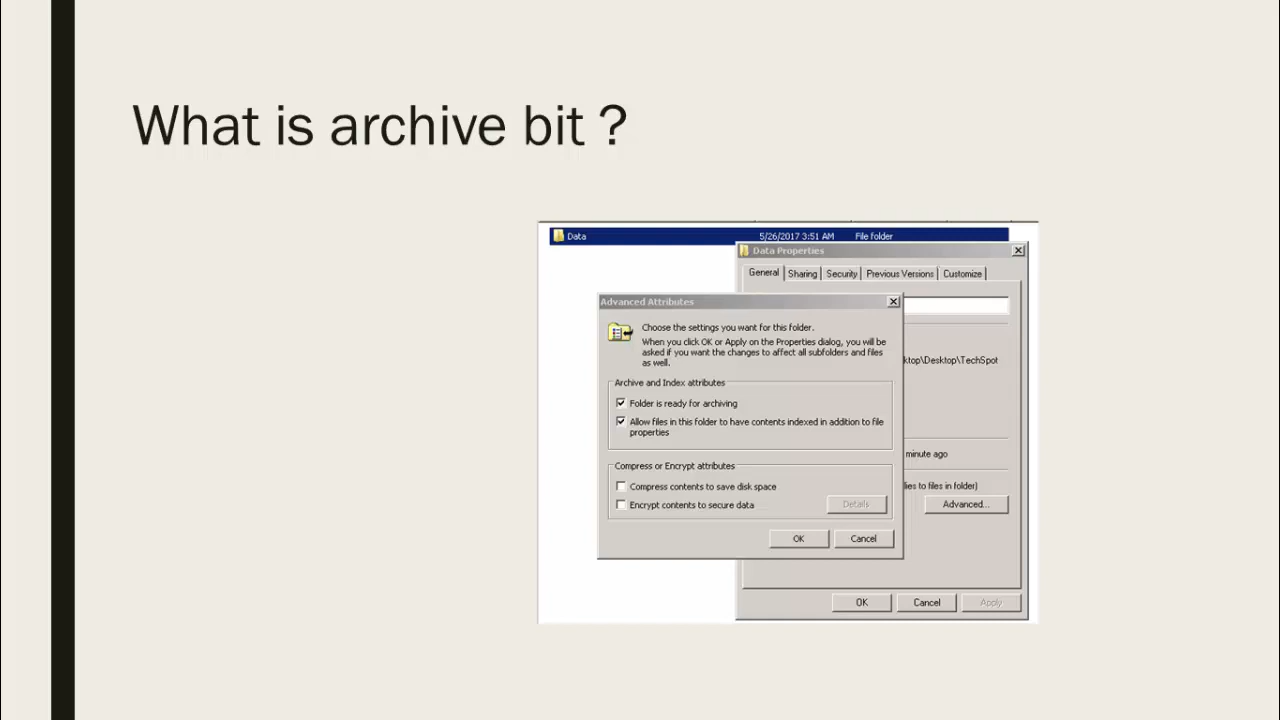 What is archive bit ?
Data 5/26/2017 3:51 AM File folder
Data Properties
General Sharing Security Previous Versions Customize
Advanced Attributes
Choose the settings you want for this folder.
When you click OK or Apply on the Properties dialog, you will be
asked if you want the changes to affect all subfolders and files
as well.
ktop\Desktop\TechSpot
Archive and Index attributes
Folder is ready for archiving
Allow files in this folder to have contents indexed in addition to file
properties
minute ago
Compress or Encrypt attributes
Compress contents to save disk space
lies to files in folder)
Encrypt contents to secure data
Details
Advanced...
OK Cancel
OK Cancel Apply